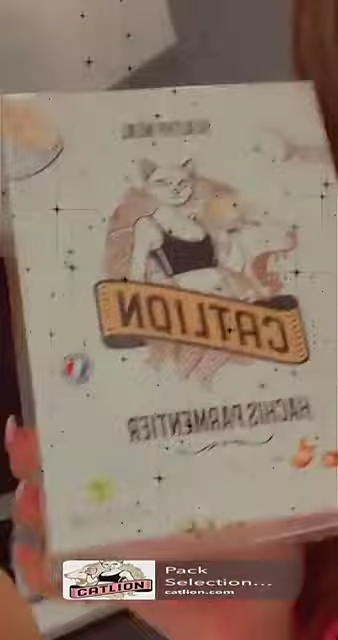 CATLION
HACHIS PARMENTIER
CATLION
Pack
Selection...
catlion.com